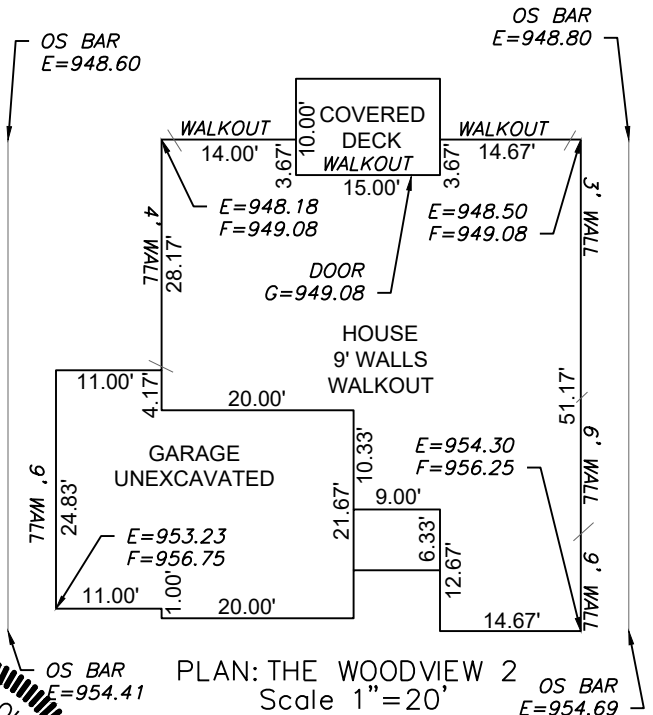 OS BAR
E=948.60
OS BAR
E=948.80
COVERED
DECK
10.00'
WALKOUT
14.00'
WALKOUT
14.67'
3.67'
WALKOUT
15.00'
3.67'
E=948.18
F=949.08
E=948.50
F=949.08
4' WALL
28.17'
3' WALL
DOOR
G=949.08
HOUSE
9' WALLS
WALKOUT
11.00'
4.17'
20.00'
51.17'
GARAGE
UNEXCAVATED
10.33'
E=954.30
F=956.25
6' WALL
9' WALL
24.83'
21.67'
9.00'
E=953.23
F=956.75
6.33'
12.67'
9' WALL
11.00'
1.00'
20.00'
14.67'
OS BAR
E=954.41
PLAN: THE WOODVIEW 2
Scale 1"=20'
OS BAR
E=954.69